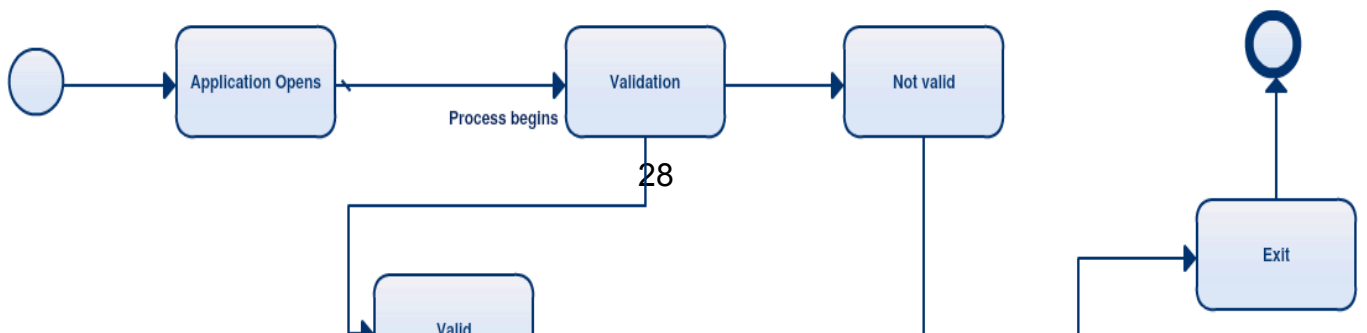 Application Opens
Validation
Not valid
Process begins
28
Exit
Valid